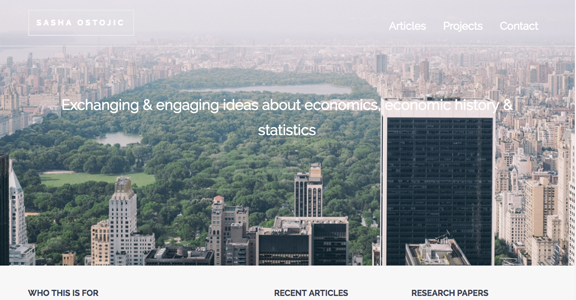 SASHA OSTOJIC
Articles Projects Contact
Exchanging & engaging ideas about economics, economic history &
statistics
WHO THIS IS FOR
RECENT ARTICLES
RESEARCH PAPERS